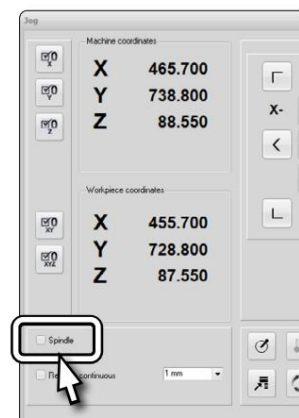 Jog
Machine coordinates
X 465.700
Y 738.800
Z 88.550
X-
Workpiece coordinates
X 455.700
Y 728.800
Z 87.550
Spindle
continuous
1 mm